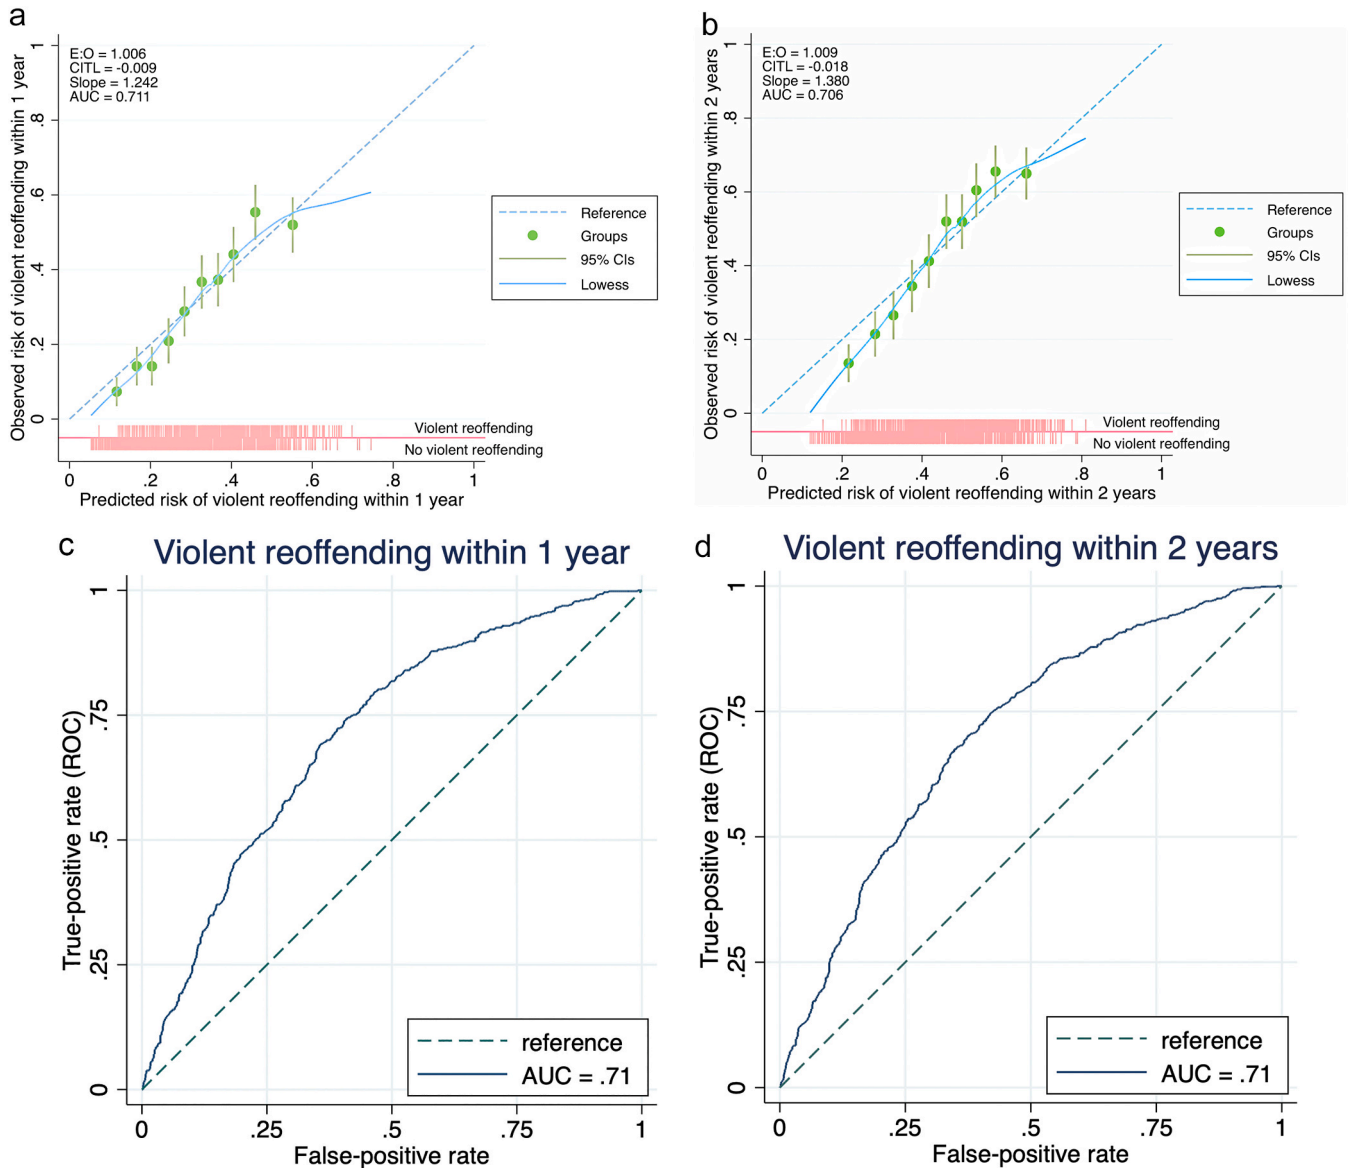 a
E:O = 1.006
CITL = -0.009
Slope = 1.242
AUC = 0.711
Observed risk of violent reoffending within 1 year
1
.8
.6
.4
.2
0
Violent reoffending
No violent reoffending
0 .2 .4 .6 .8 1
Predicted risk of violent reoffending within 1 year
Reference
Groups
95% CIs
Lowess
b
E:O = 1.009
CITL = -0.018
Slope = 1.380
AUC = 0.706
Observed risk of violent reoffending within 2 years
1
.8
.6
.4
.2
0
Violent reoffending
No violent reoffending
0 .2 .4 .6 .8 1
Predicted risk of violent reoffending within 2 years
Reference
Groups
95% CIs
Lowess
c
Violent reoffending within 1 year
True-positive rate (ROC)
1
.75
.5
.25
0
reference
AUC = .71
0 .25 .5 .75 1
False-positive rate
d
Violent reoffending within 2 years
True-positive rate (ROC)
1
.75
.5
.25
0
reference
AUC = .71
0 .25 .5 .75 1
False-positive rate